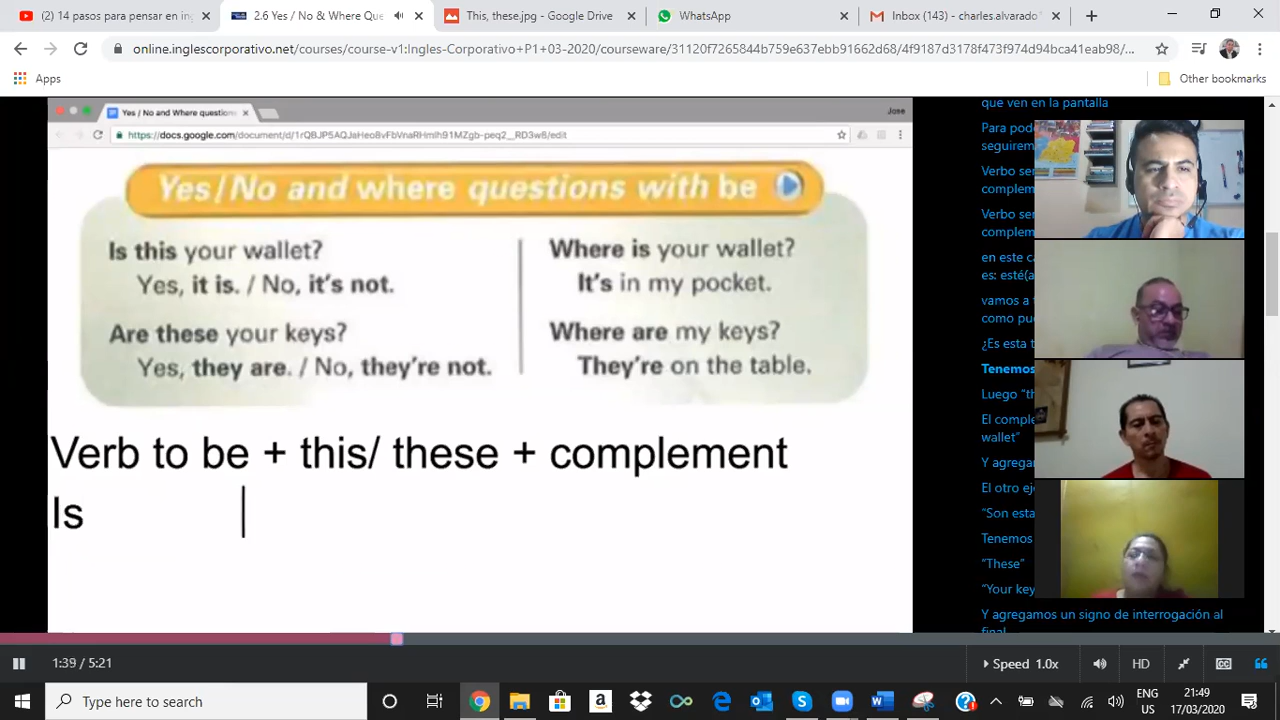 (2) 14 pasos para pensar en in
2.6 Yes / No & Where Que
This, these.jpg - Google Drive
WhatsApp
Inbox (143) - charles.alvarado
online.inglescorporativo.net/courses/course-v1:Ingles-Corporativo+P1+03-2020/courseware/31120f7265844b759e637ebb91662d68/4f9187d3178f473f974d94bca41eab98/...
Apps
Other bookmarks
Yes / No and Where questions
Jose
https://docs.google.com/document/d/1rQBJP5AQJaHeo8vFbVnaRHmlh91MZgb-peq2__RD3w8/edit
Yes/No and where questions with be
Is this your wallet?
Yes, it is. / No, it's not.
Are these your keys?
Yes, they are. / No, they're not.
Where is your wallet?
It's in my pocket.
Where are my keys?
They're on the table.
Verb to be + this/ these + complement
Is
que ven en la pantalla
Para pod
seguirem
Verbo ser
complem
Verbo ser
complem
en este ca
es: esté(a
vamos a t
como pue
¿Es esta t
Tenemos
Luego "th
El comple
wallet"
Y agregam
El otro eje
"Son esta
Tenemos
"These"
"Your key
Y agregamos un signo de interrogación al
final
1:39 / 5:21
Speed 1.0x
HD
Type here to search
ENG
US
21:49
17/03/2020